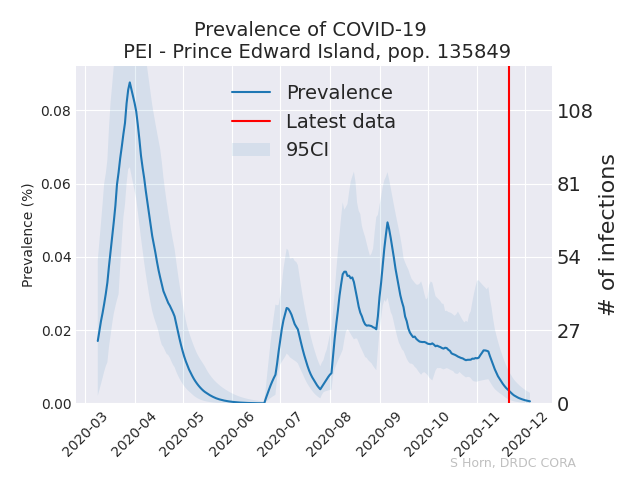 Prevalence of COVID-19
PEI - Prince Edward Island, pop. 135849
Prevalence
Latest data
95CI
Prevalence (%)
0.08
0.06
0.04
0.02
0.00
108
81
54
27
0
# of infections
2020-03
2020-04
2020-05
2020-06
2020-07
2020-08
2020-09
2020-10
2020-11
2020-12
S Horn, DRDC CORA